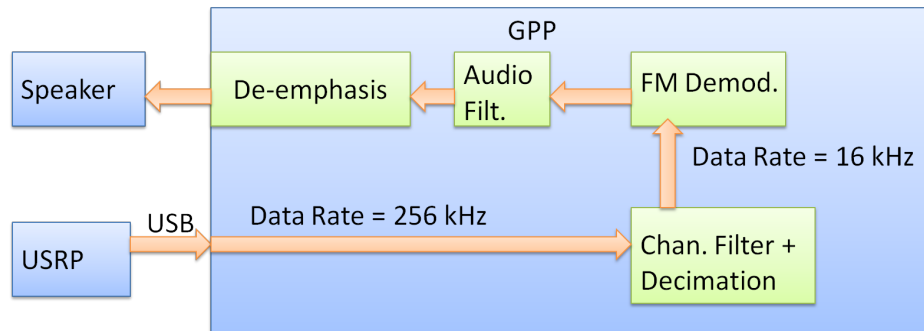 GPP
Speaker
De-emphasis
Audio
Filt.
FM Demod.
Data Rate = 16 kHz
USB
Data Rate = 256 kHz
USRP
Chan. Filter +
Decimation